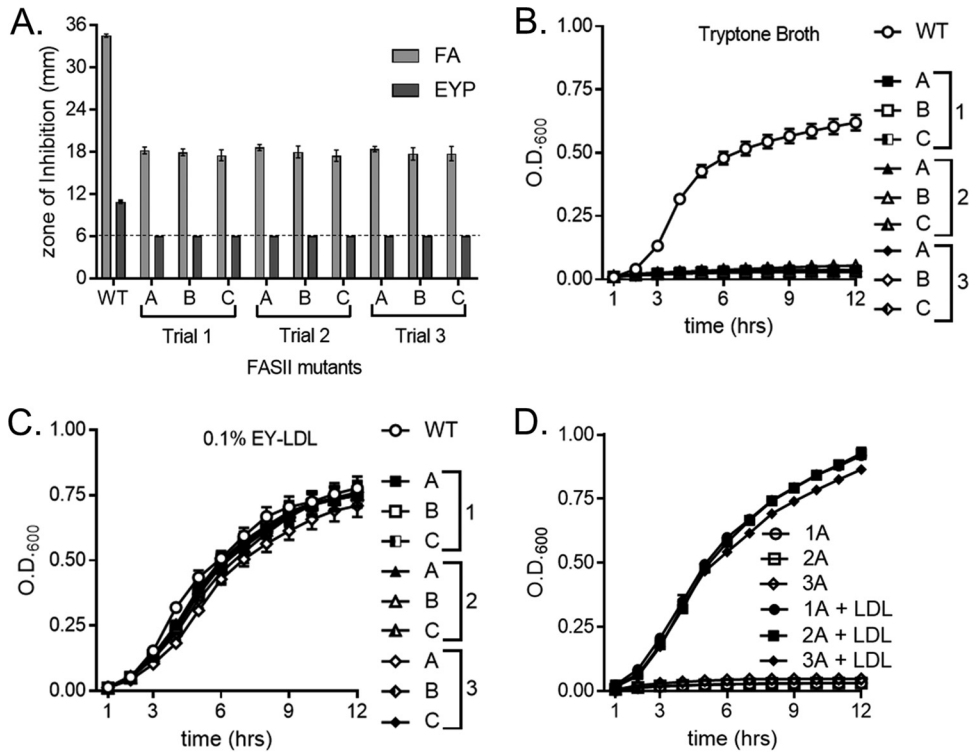 A.
36
30
24
18
12
6
0
zone of Inhibition (mm)
FA
EYP
WT
A B C A B C A B C
Trial 1 Trial 2 Trial 3
FASII mutants
B.
Tryptone Broth
1.00
0.75
0.50
0.25
0.00
O.D.600
1 3 6 9 12
time (hrs)
WT
A
B
C
1
A
B
C
2
A
B
C
3
C.
0.1% EY-LDL
1.00
0.75
0.50
0.25
0.00
O.D.600
1 3 6 9 12
time (hrs)
WT
A
B
C
1
A
B
C
2
A
B
C
3
D.
1.00
0.75
0.50
0.25
0.00
O.D.600
1 3 6 9 12
time (hrs)
1A
2A
3A
1A + LDL
2A + LDL
3A + LDL